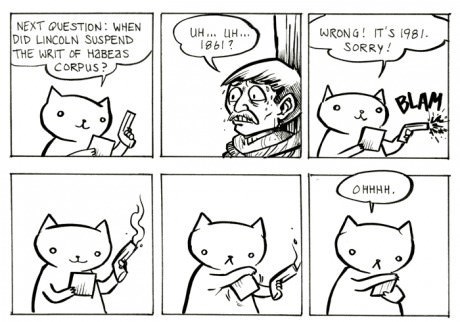 NEXT QUESTION: WHEN
DID LINCOLN SUSPEND
THE WRIT OF HABEAS
CORPUS?
UH... UH...
1861?
WRONG! IT'S 1981.
SORRY!
BLAM
OHHHH.